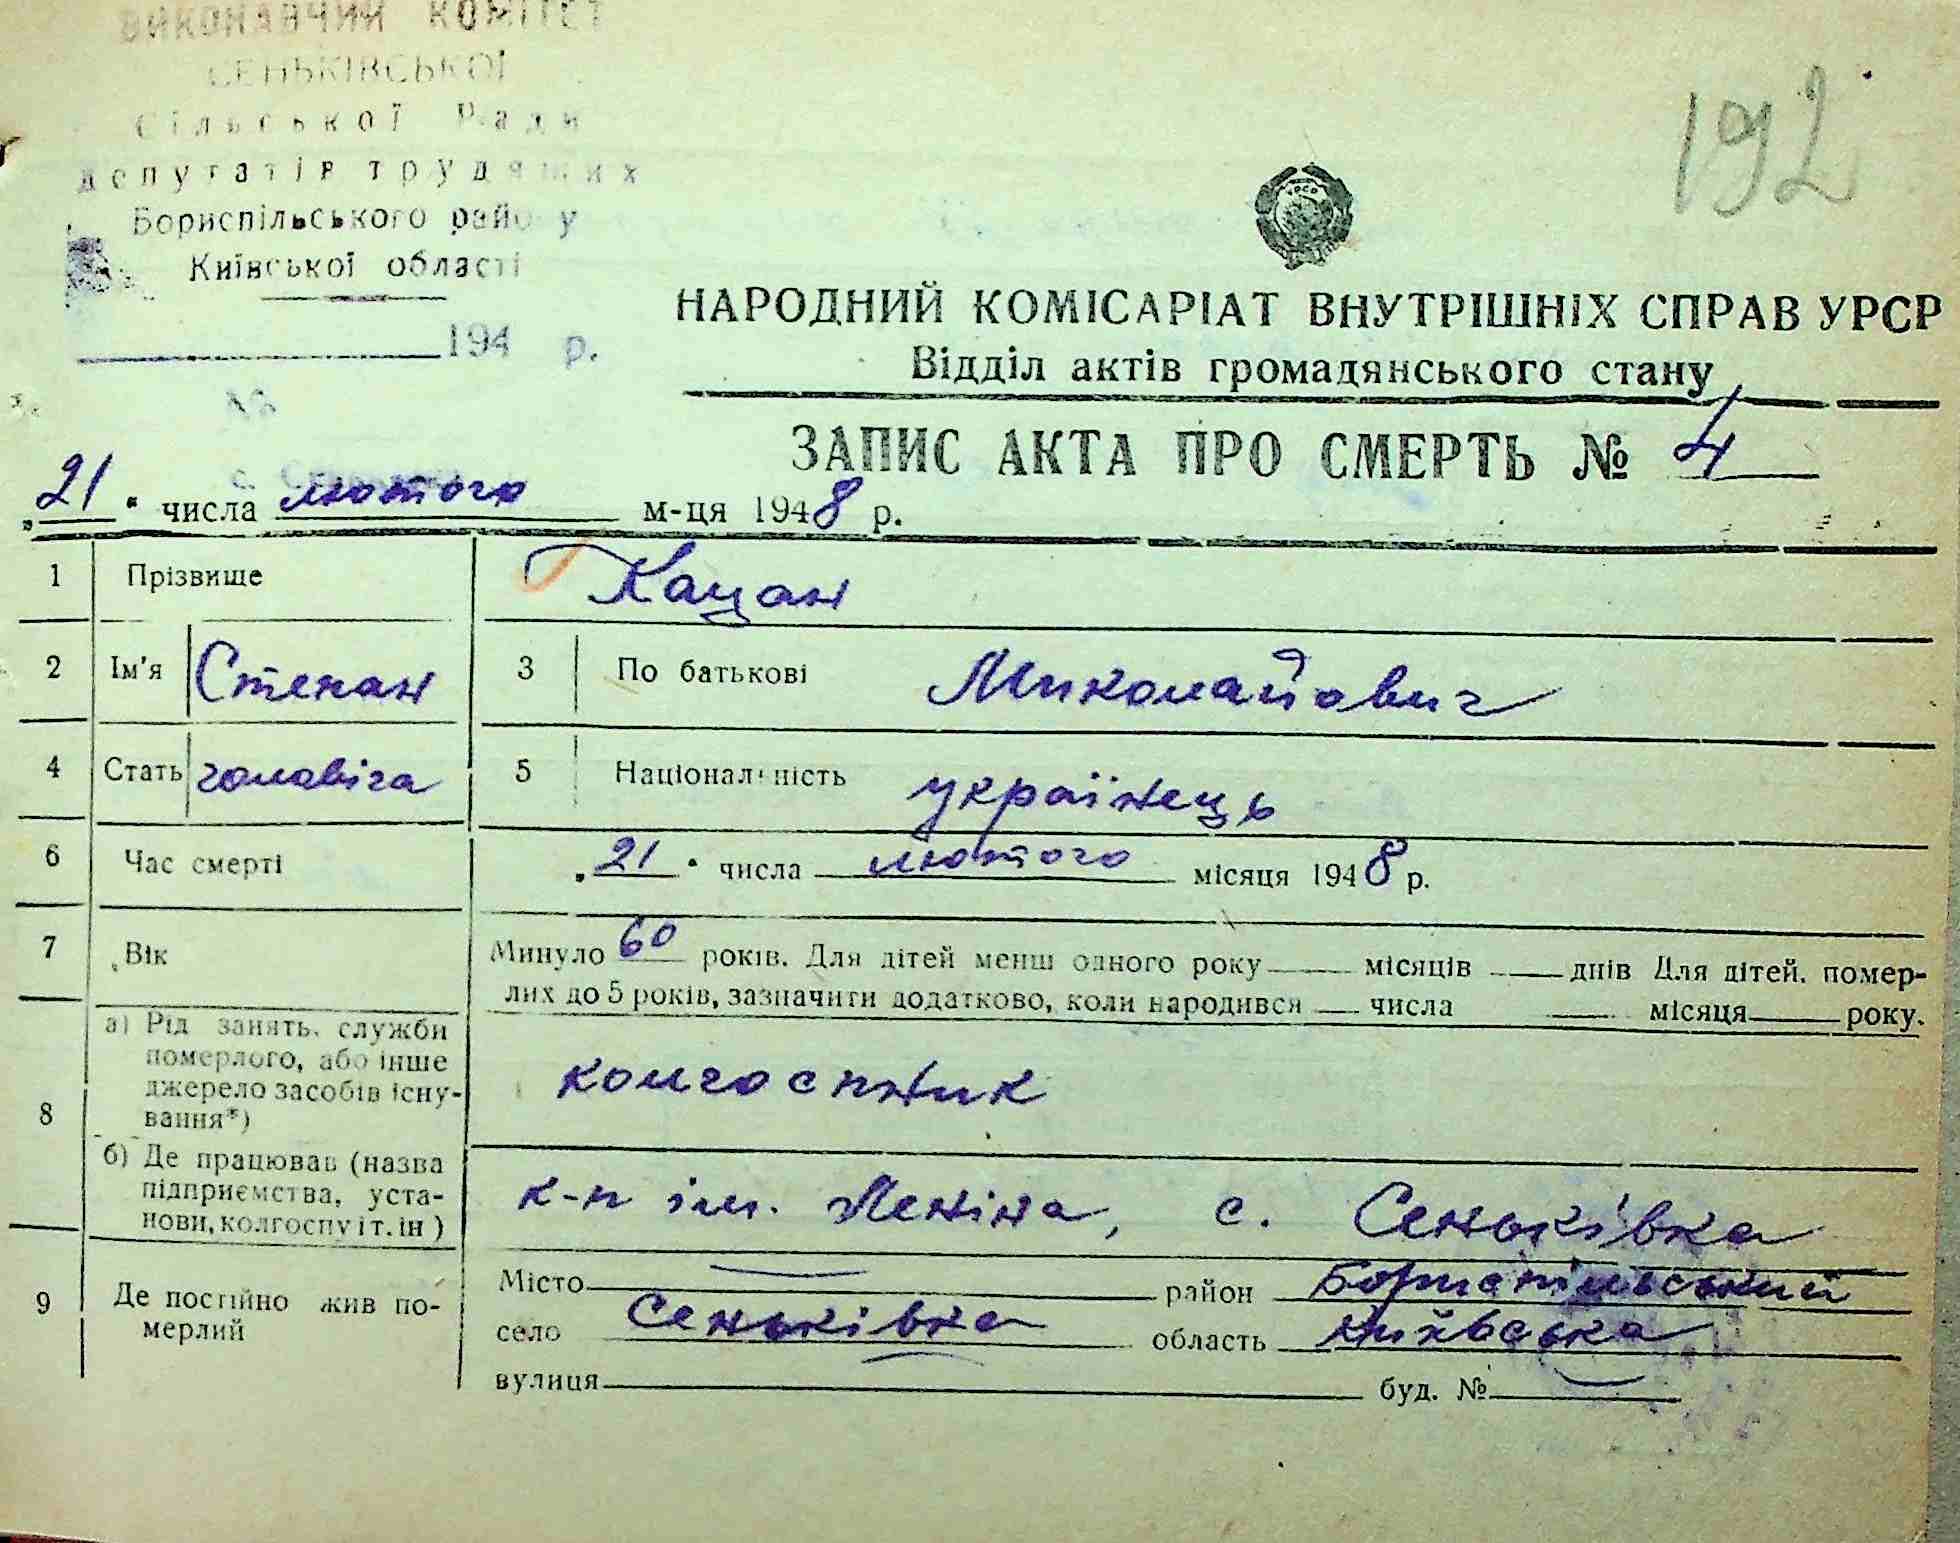 ВИКОНАВЧИЙ КОМІТЕТ
СЕНЬКІВСЬКОЇ
Сільської Ради
депутатів трудящих
Бориспільського району
Київської області
194 р.
№
192
УРСР
НАРОДНИЙ КОМІСАРІАТ ВНУТРІШНІХ СПРАВ УРСР
Відділ актів громадянського стану
ЗАПИС АКТА ПРО СМЕРТЬ № 4
„21" числа лютого м-ця 1948 р.
1 Прізвище Кацан
2 Ім'я Степан 3 По батькові Миколайович
4 Стать чоловіча 5 Національність українець
6 Час смерті „21" числа лютого місяця 1948 р.
7 Вік Минуло 60 років. Для дітей менш одного року місяців днів Для дітей, помер-
лих до 5 років, зазначити додатково, коли народився числа місяця року.
8 а) Рід занять, служби
померлого, або інше
джерело засобів існу-
вання*) колгоспник
б) Де працював (назва
підприємства, уста-
нови, колгоспу і т. ін) к-п ім. Леніна, с. Сеньківка
9 Де постійно жив по-
мерлий
Місто район Бориспільський
село Сеньківка область Київська
вулиця буд. №